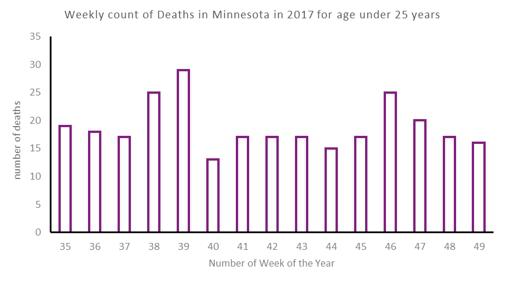 Weekly count of Deaths in Minnesota in 2017 for age under 25 years
35
30
25
20
15
10
5
0
number of deaths
35 36 37 38 39 40 41 42 43 44 45 46 47 48 49
Number of Week of the Year